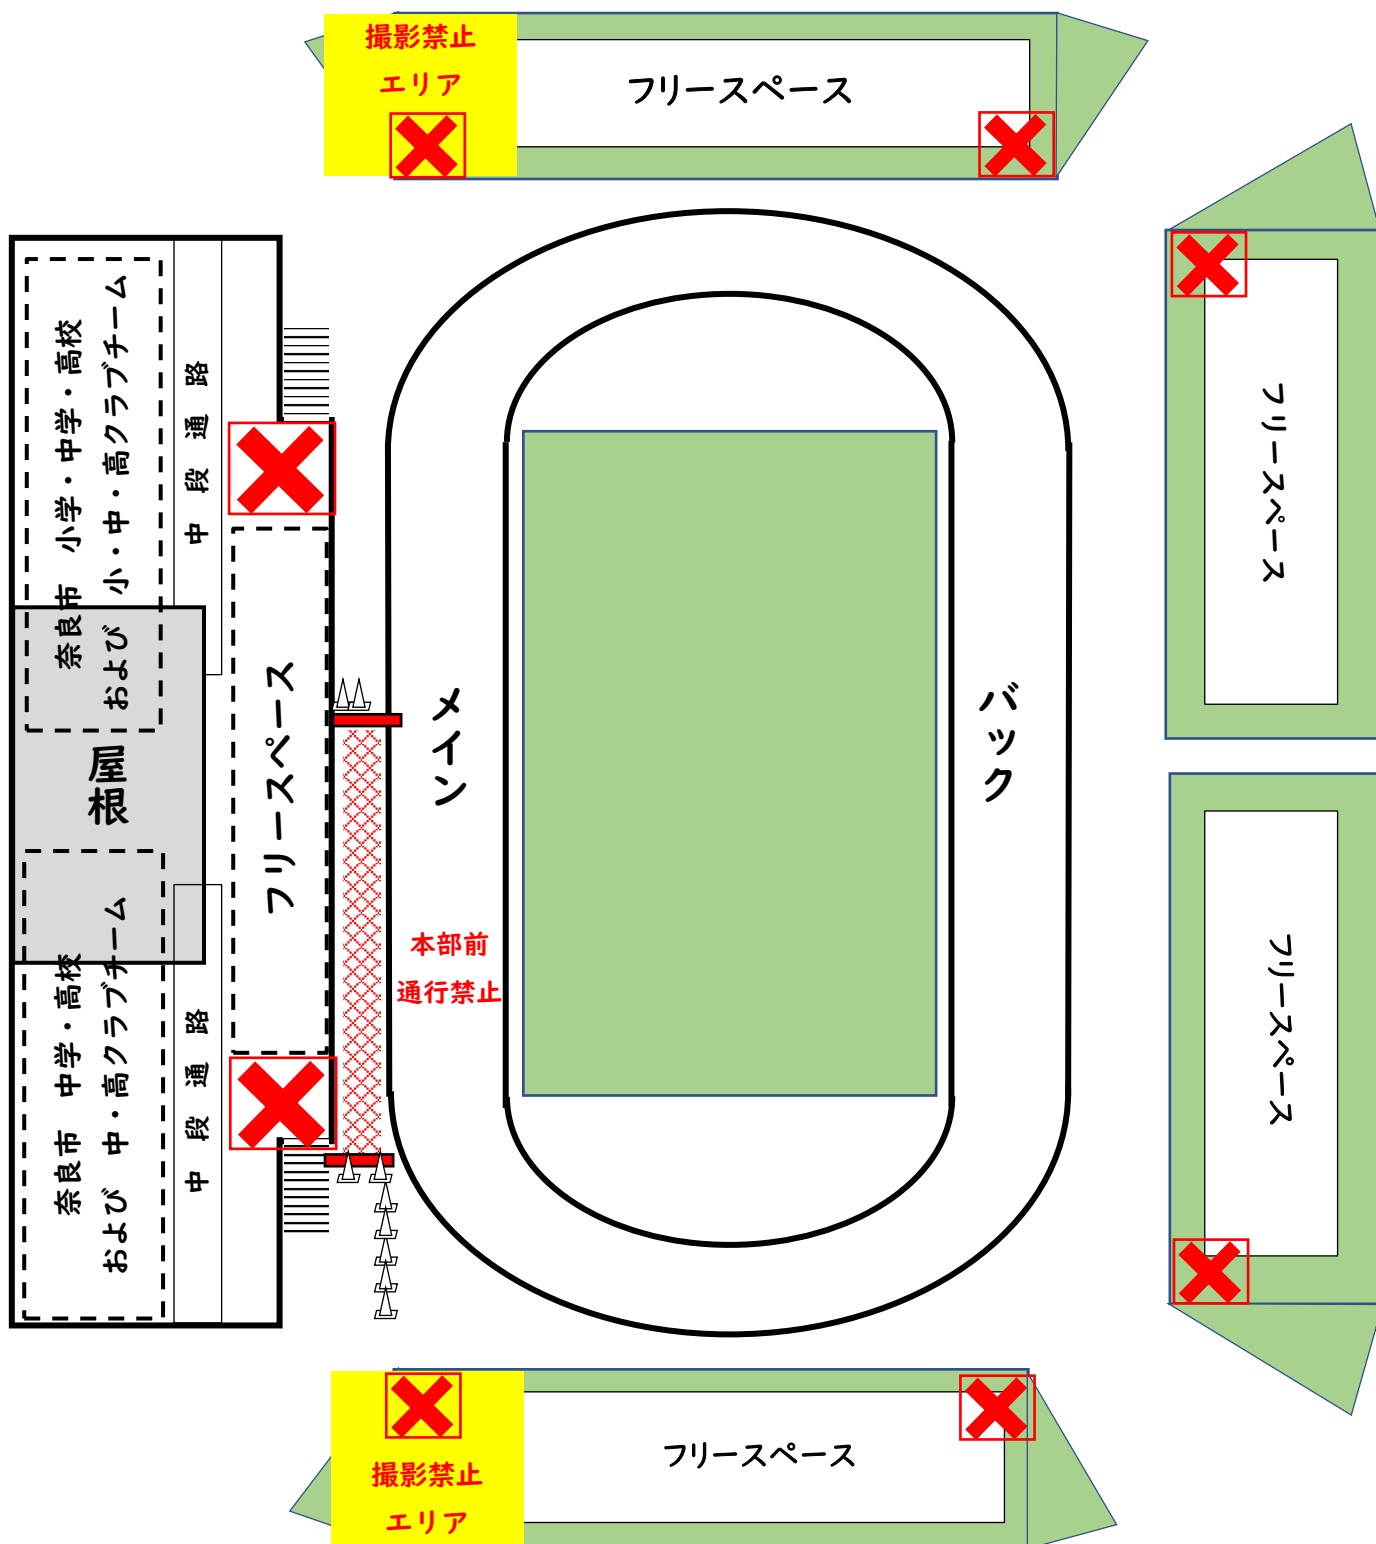 撮影禁止
エリア
フリースペース
奈良市 小学・中学・高校
および 小・中・高クラブチーム
中段通路
フリースペース
屋根
メイン
バック
フリースペース
本部前
通行禁止
奈良市 中学・高校
および 中・高クラブチーム
中段通路
フリースペース
撮影禁止
エリア
フリースペース